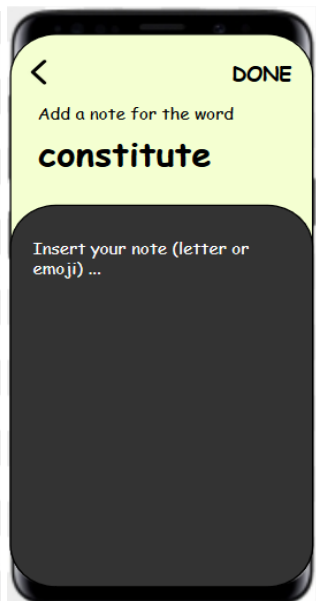 DONE
Add a note for the word
constitute
Insert your note (letter or
emoji) ...